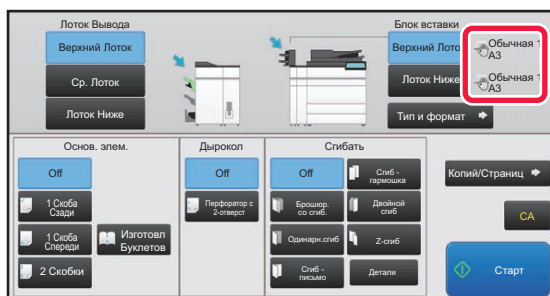 Лоток Вывода
Верхний Лоток
Ср. Лоток
Лоток Ниже
Блок вставки
Верхний Лото
Обычная 1
A3
Лоток Ниже
Обычная 1
A3
Тип и формат
Основ. элем.
Off
1 Скоба
Сзади
1 Скоба
Спереди
Изготовл
Буклетов
2 Скобки
Дырокол
Off
Перфоратор с
2-отверст
Сгибать
Off
Сгиб -
гармошка
Брошюр.
со сгиб.
Двойной
сгиб
Одинарн.сгиб
Z-сгиб
Сгиб -
письмо
Детали
Копий/Страниц
CA
Старт